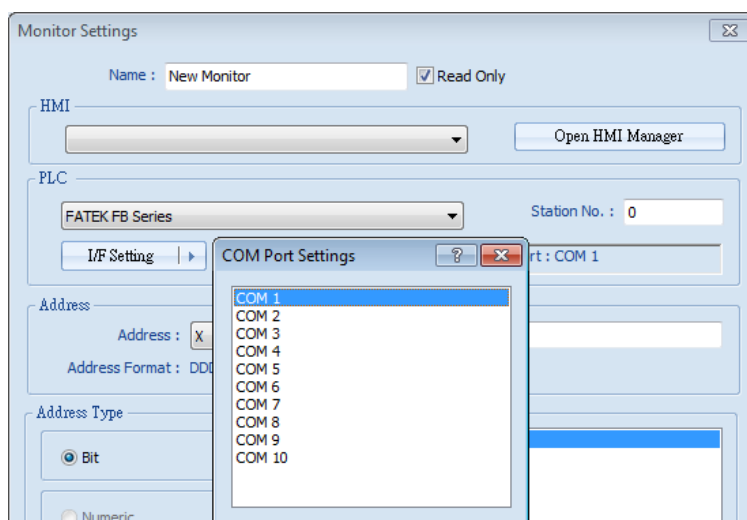 Monitor Settings
Name : New Monitor Read Only
HMI
Open HMI Manager
PLC
FATEK FB Series Station No. : 0
I/F Setting COM Port Settings rt : COM 1
COM 1
COM 2
COM 3
COM 4
COM 5
COM 6
COM 7
COM 8
COM 9
COM 10
Address
Address : X
Address Format : DDD
Address Type
Bit
Numeric